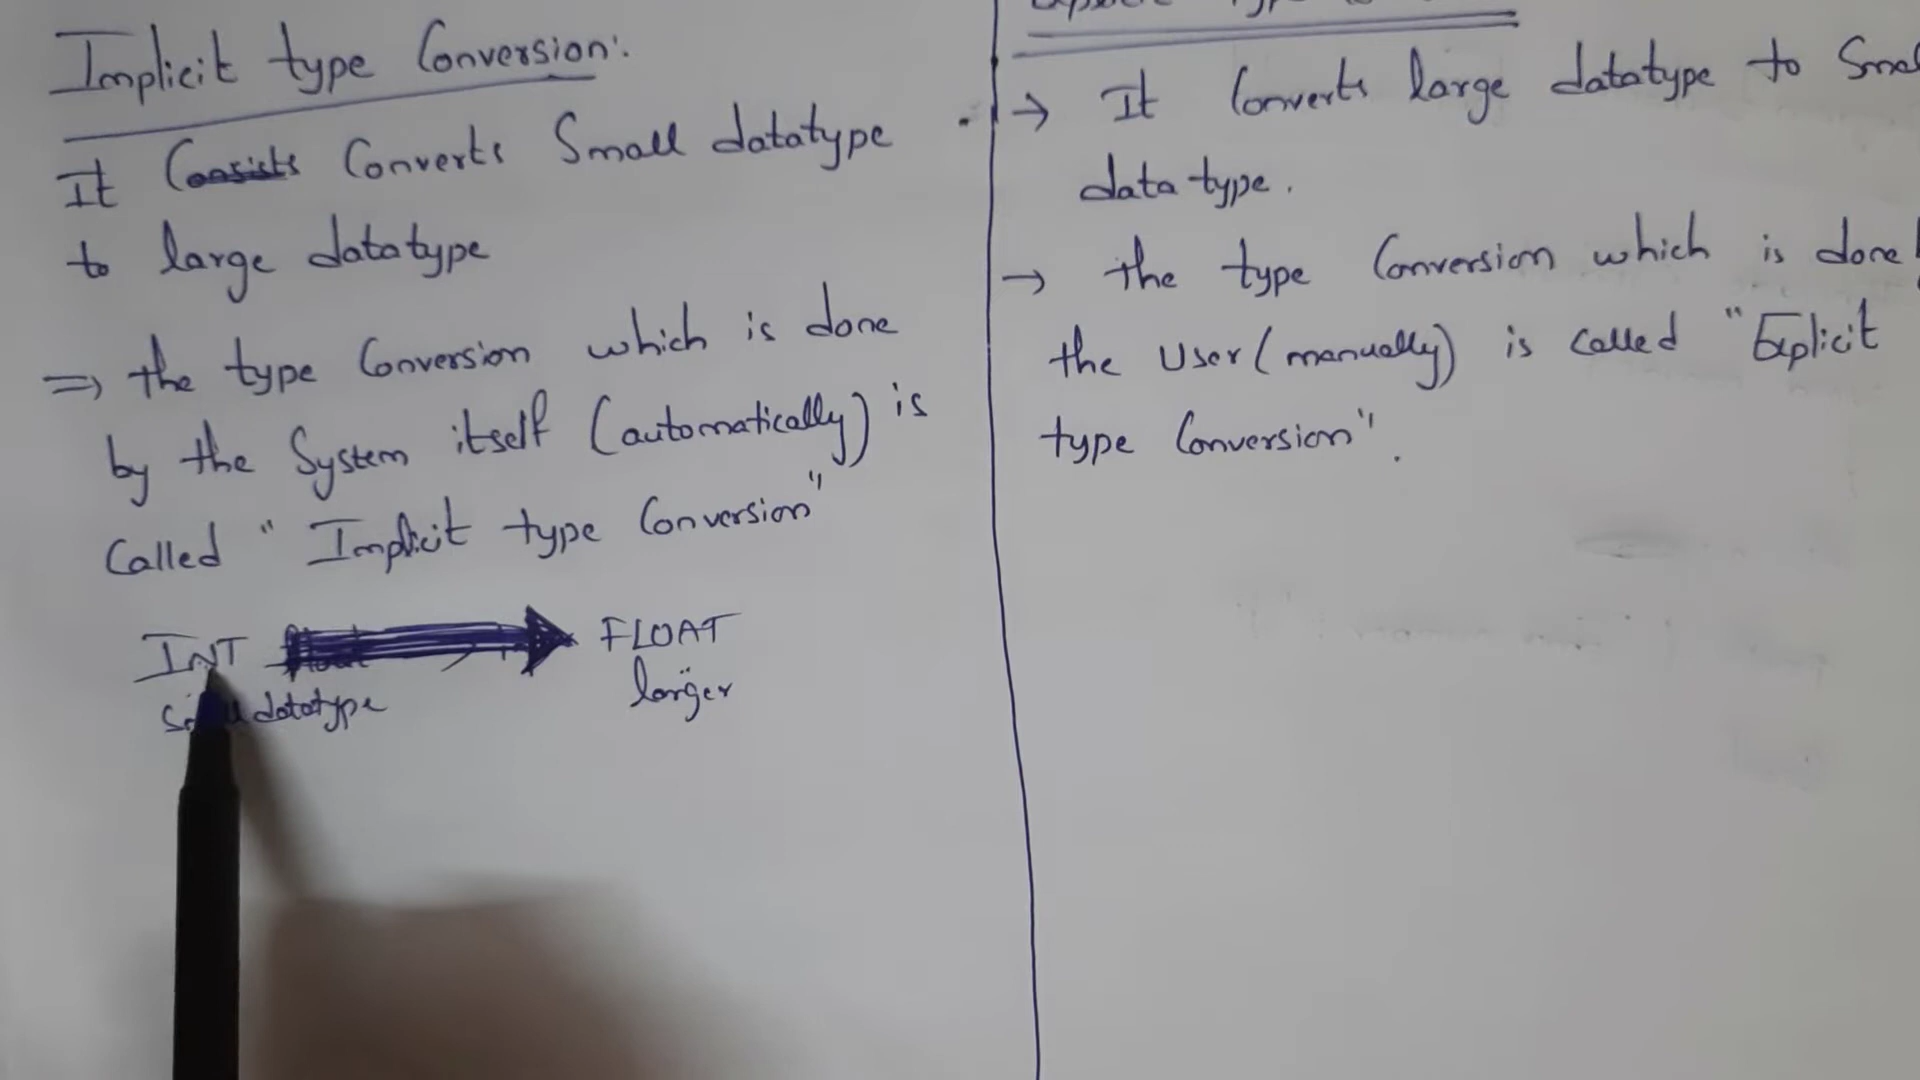 Implicit type Conversion:
It Converts Small datatype
to large datatype
⇒ the type Conversion which is done
by the System itself (automatically) is
Called "Implicit type Conversion"
INT → FLOAT
datatype larger
→ It Converts large datatype to
data type.
→ the type Conversion which is done
the User (manually) is Called "Explicit
type Conversion".